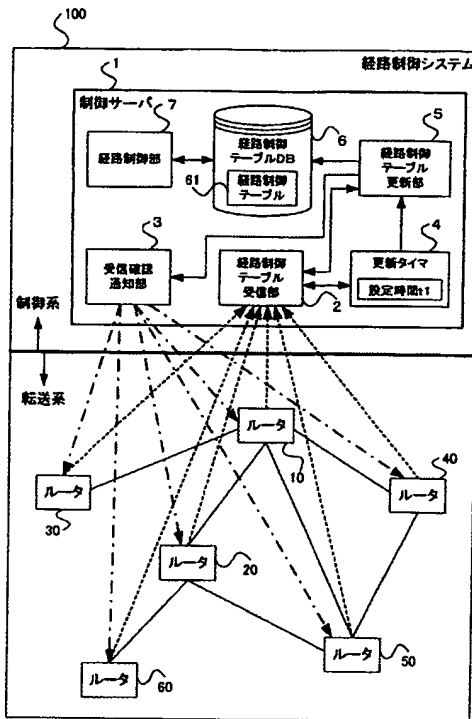 100
経路制御システム
1
制御サーバ
7
経路制御部
6
経路制御
テーブルDB
61
経路制御
テーブル
5
経路制御
テーブル
更新部
3
受信確認
通知部
経路制御
テーブル
受信部
2
4
更新タイマ
設定時間t1
制御系
転送系
ルータ
10
ルータ
40
ルータ
30
ルータ
20
ルータ
50
ルータ
60